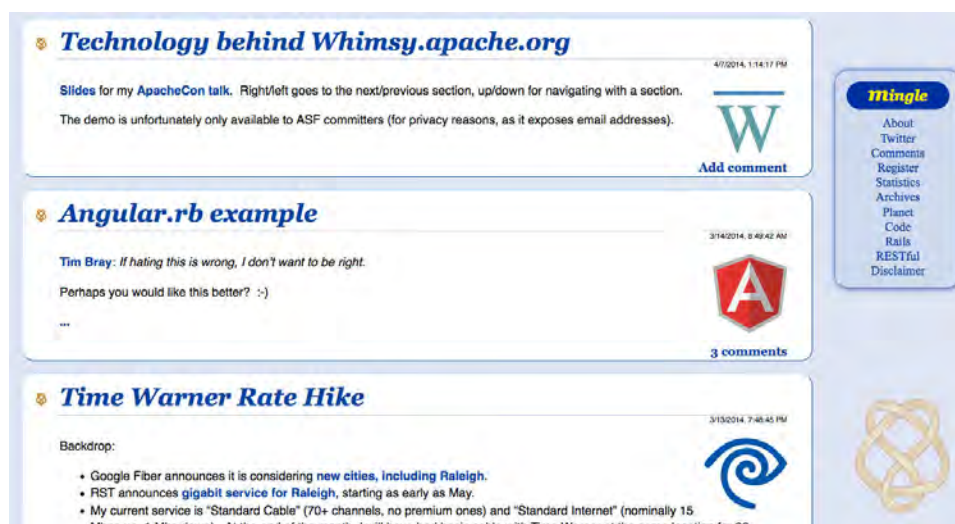 Technology behind Whimsy.apache.org
4/7/2014, 1:14:17 PM
Slides for my ApacheCon talk. Right/left goes to the next/previous section, up/down for navigating with a section.
The demo is unfortunately only available to ASF committers (for privacy reasons, as it exposes email addresses).
W
Add comment
Angular.rb example
3/14/2014, 8:49:42 AM
Tim Bray: If hating this is wrong, I don't want to be right.
Perhaps you would like this better? :-)
...
A
3 comments
Time Warner Rate Hike
3/13/2014, 7:46:45 PM
Backdrop:
• Google Fiber announces it is considering new cities, including Raleigh.
• RST announces gigabit service for Raleigh, starting as early as May.
• My current service is "Standard Cable" (70+ channels, no premium ones) and "Standard Internet" (nominally 15
mingle
About
Twitter
Comments
Register
Statistics
Archives
Planet
Code
Rails
RESTful
Disclaimer